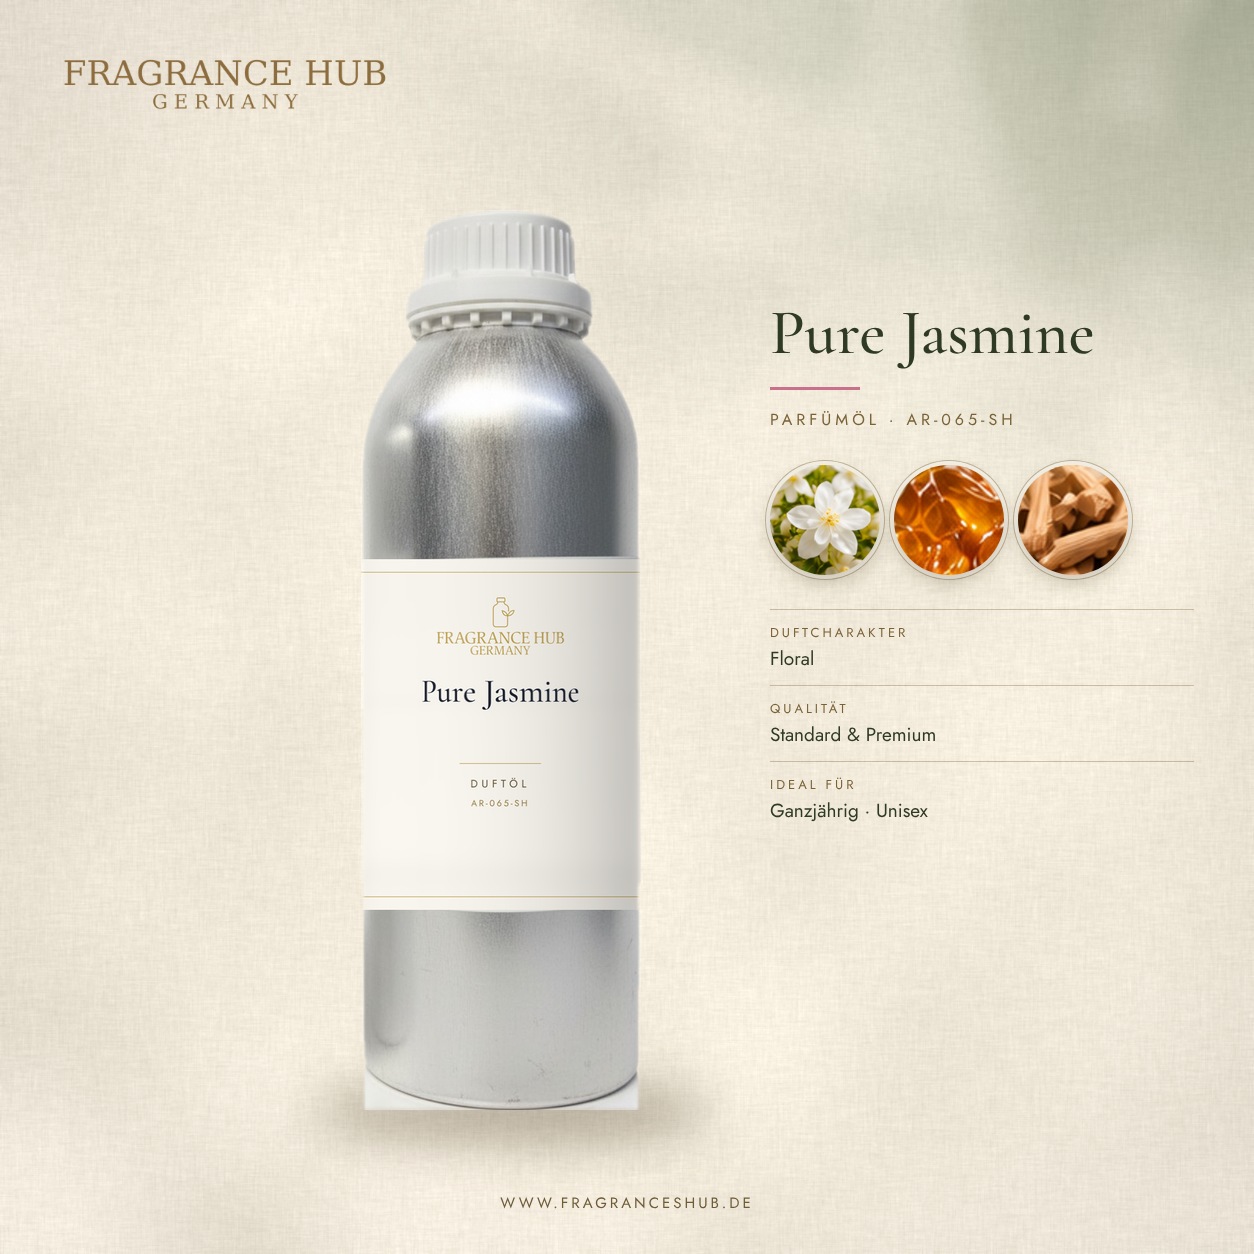 FRAGRANCE HUB
GERMANY
Pure Jasmine
PARFÜMÖL · AR-065-SH
DUFTCHARAKTER
Floral
QUALITÄT
Standard & Premium
IDEAL FÜR
Ganzjährig · Unisex
FRAGRANCE HUB
GERMANY
Pure Jasmine
DUFTÖL
AR-065-SH
WWW.FRAGRANCESHUB.DE